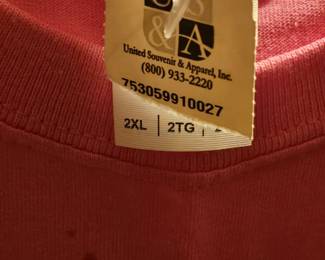 &A
United Souvenir & Apparel, Inc.
(800) 933-2220
753059910027
2XL | 2TG |